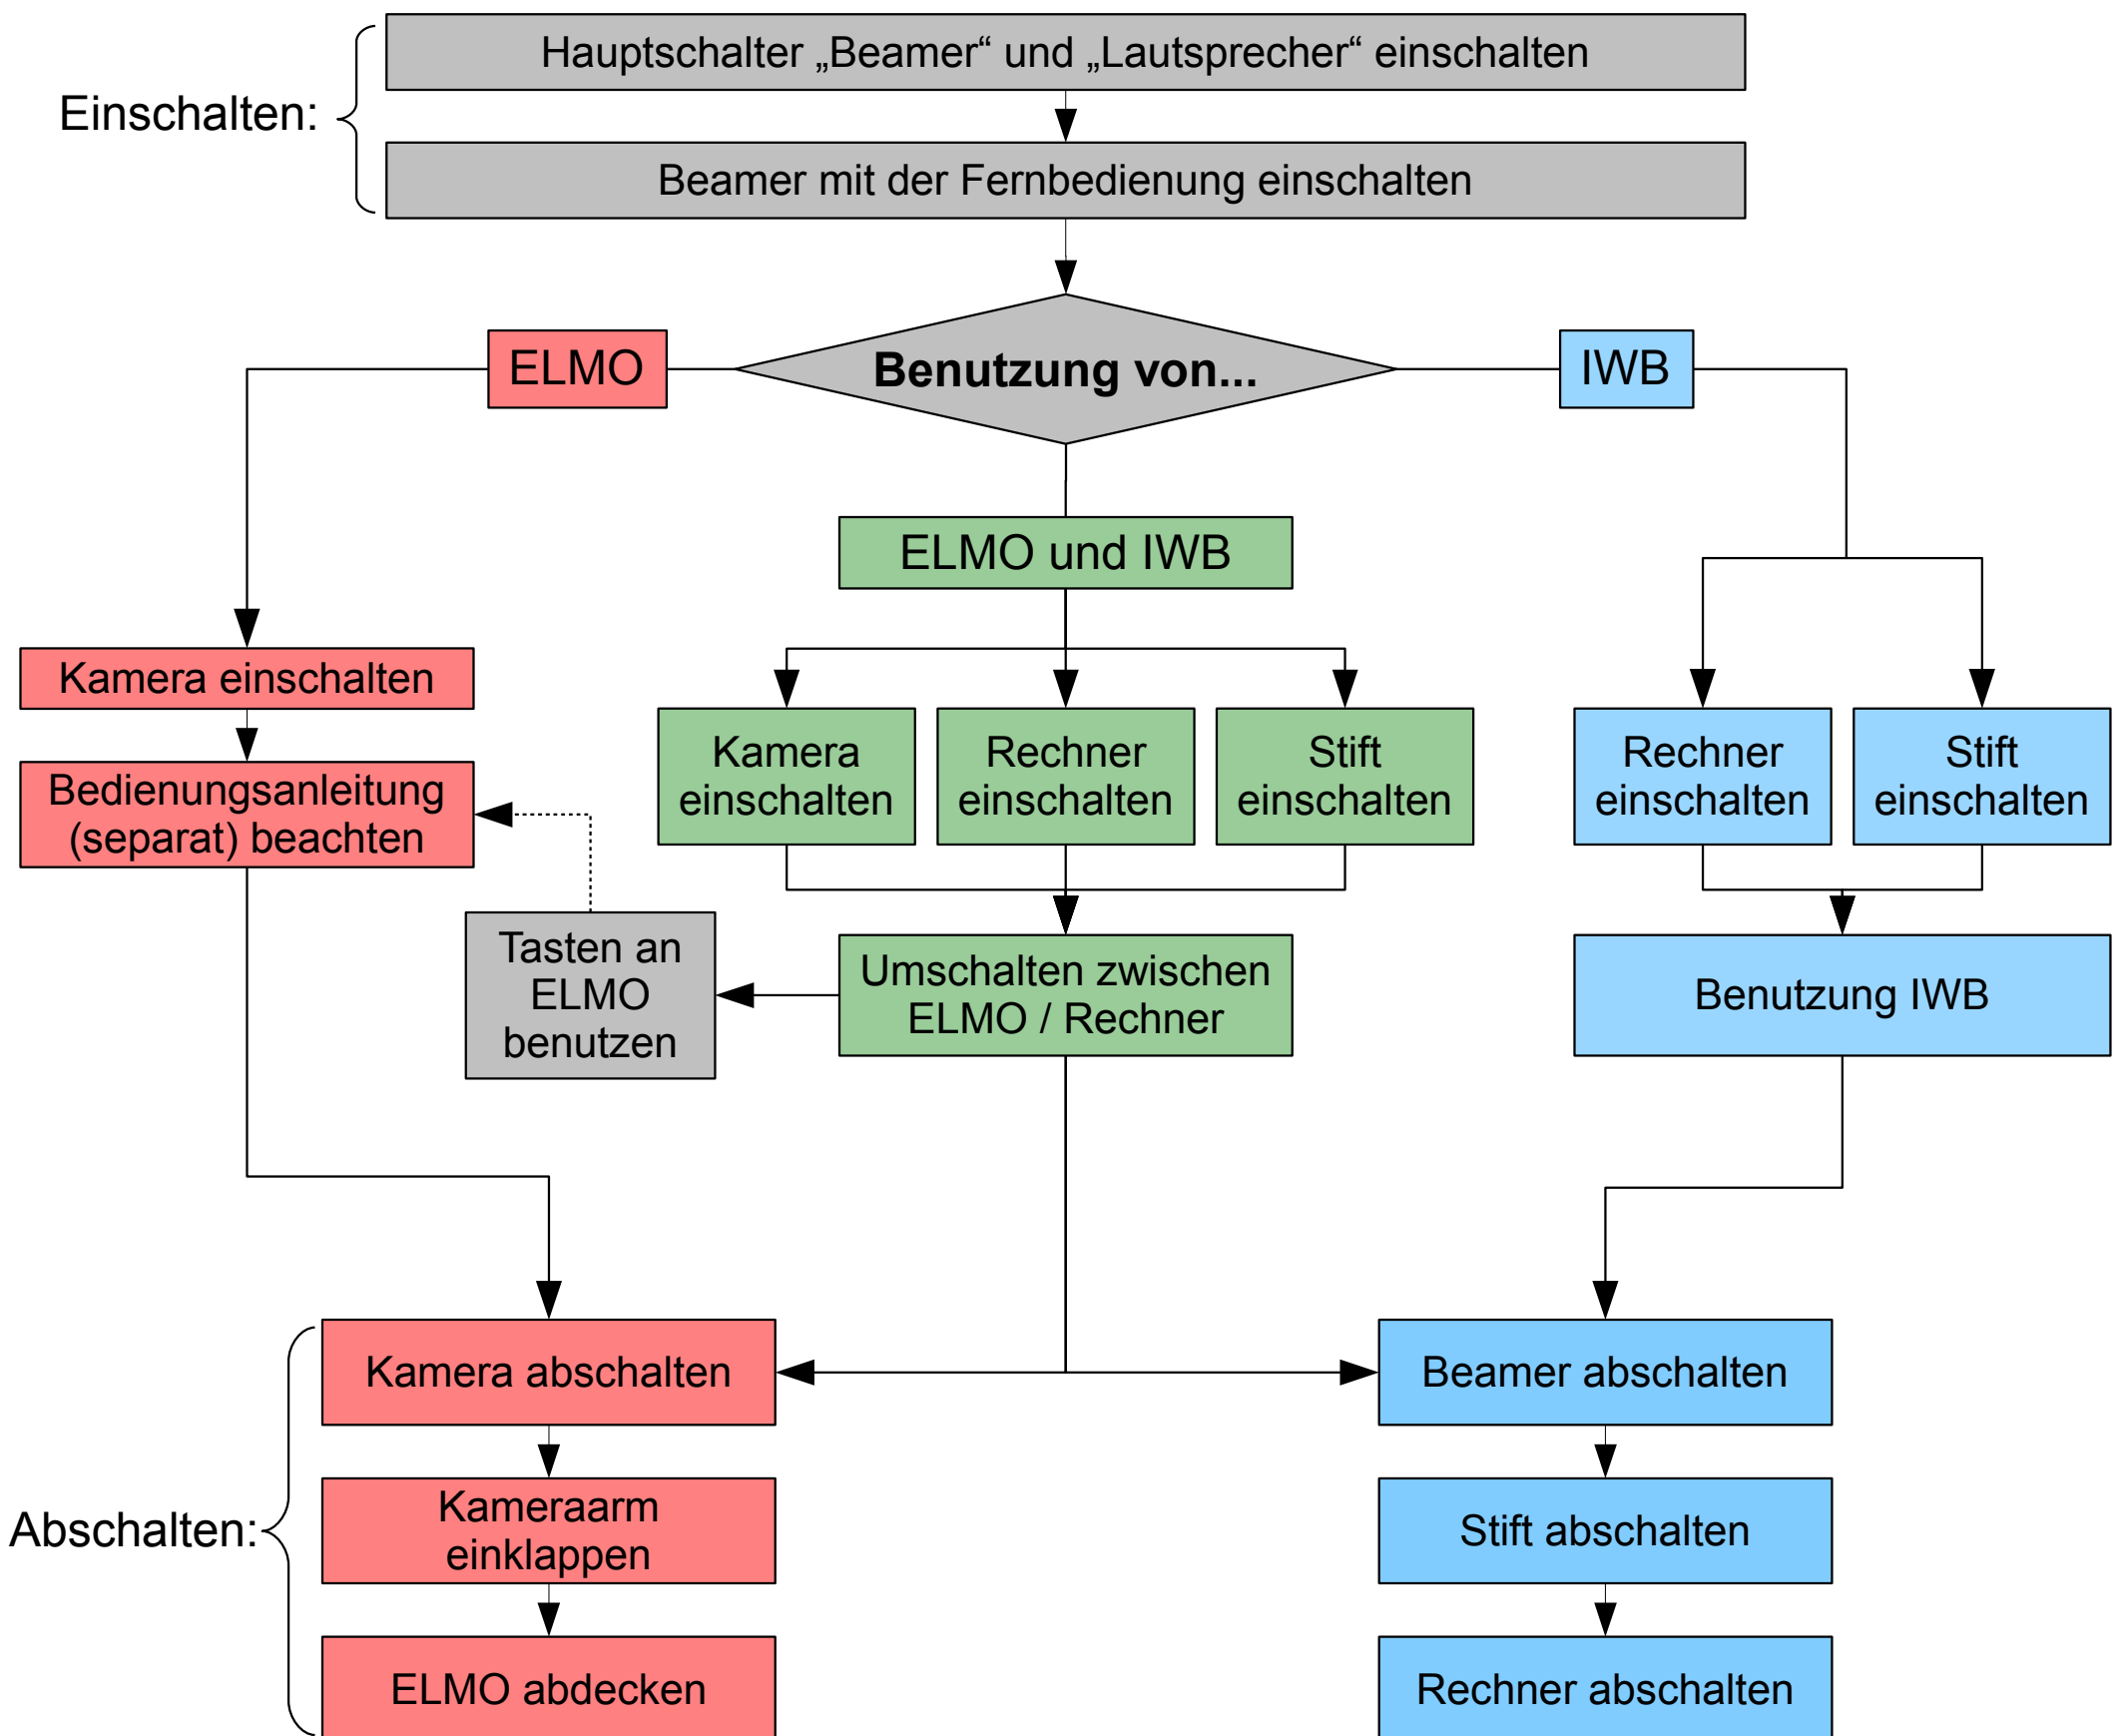 Hauptschalter „Beamer“ und „Lautsprecher“ einschalten
Einschalten:
Beamer mit der Fernbedienung einschalten
ELMO
Benutzung von...
IWB
ELMO und IWB
Kamera einschalten
Bedienungsanleitung
(separat) beachten
Kamera
einschalten
Rechner
einschalten
Stift
einschalten
Rechner
einschalten
Stift
einschalten
Tasten an
ELMO
benutzen
Umschalten zwischen
ELMO / Rechner
Benutzung IWB
Abschalten:
Kamera abschalten
Kameraarm
einklappen
ELMO abdecken
Beamer abschalten
Stift abschalten
Rechner abschalten